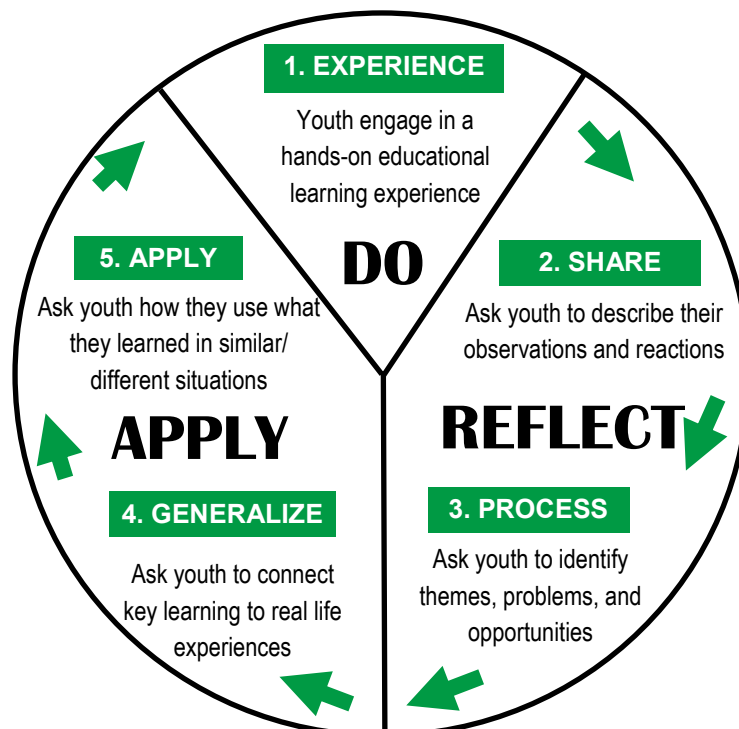 1. EXPERIENCE
Youth engage in a
hands-on educational
learning experience
DO
2. SHARE
Ask youth to describe their
observations and reactions
REFLECT
3. PROCESS
Ask youth to identify
themes, problems, and
opportunities
4. GENERALIZE
Ask youth to connect
key learning to real life
experiences
APPLY
5. APPLY
Ask youth how they use what
they learned in similar/
different situations